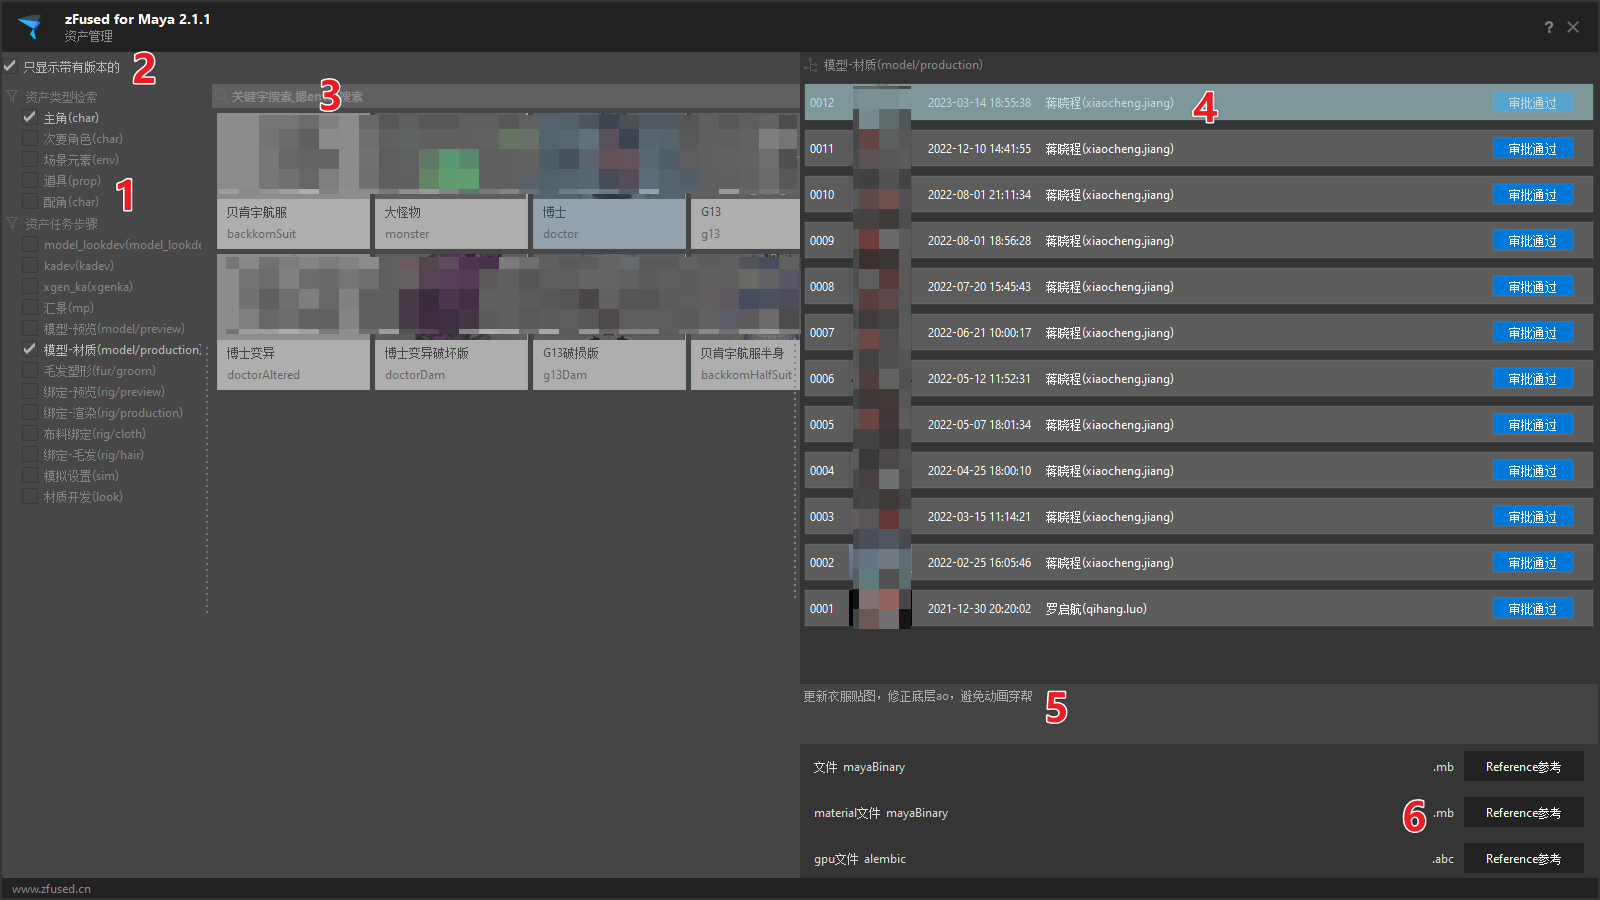 zFused for Maya 2.1.1
资产管理
?
只显示带有版本的
2
资产类型检索
主角(char)
次要角色(char)
场景元素(env)
道具(prop)
配角(char)
1
资产任务步骤
model_lookdev(model_lookde
kadev(kadev)
xgen_ka(xgenka)
汇景(mp)
模型-预览(model/preview)
模型-材质(model/production)
毛发塑形(fur/groom)
绑定-预览(rig/preview)
绑定-渲染(rig/production)
布料绑定(rig/cloth)
绑定-毛发(rig/hair)
模拟设置(sim)
材质开发(look)
关键字搜索,摁en 搜索
3
贝肯宇航服
backkomSuit
大怪物
monster
博士
doctor
G13
g13
博士变异
doctorAltered
博士变异破坏版
doctorDam
G13破损版
g13Dam
贝肯宇航服半身
backkomHalfSuit
模型-材质(model/production)
0012 2023-03-14 18:55:38 蒋晓程(xiaocheng.jiang) 4 审批通过
0011 2022-12-10 14:41:55 蒋晓程(xiaocheng.jiang) 审批通过
0010 2022-08-01 21:11:34 蒋晓程(xiaocheng.jiang) 审批通过
0009 2022-08-01 18:56:28 蒋晓程(xiaocheng.jiang) 审批通过
0008 2022-07-20 15:45:43 蒋晓程(xiaocheng.jiang) 审批通过
0007 2022-06-21 10:00:17 蒋晓程(xiaocheng.jiang) 审批通过
0006 2022-05-12 11:52:31 蒋晓程(xiaocheng.jiang) 审批通过
0005 2022-05-07 18:01:34 蒋晓程(xiaocheng.jiang) 审批通过
0004 2022-04-25 18:00:10 蒋晓程(xiaocheng.jiang) 审批通过
0003 2022-03-15 11:14:21 蒋晓程(xiaocheng.jiang) 审批通过
0002 2022-02-25 16:05:46 蒋晓程(xiaocheng.jiang) 审批通过
0001 2021-12-30 20:20:02 罗启航(qihang.luo) 审批通过
更新衣服贴图，修正底层ao，避免动画穿帮
5
文件 mayaBinary .mb Reference参考
material文件 mayaBinary 6 .mb Reference参考
gpu文件 alembic .abc Reference参考
www.zfused.cn